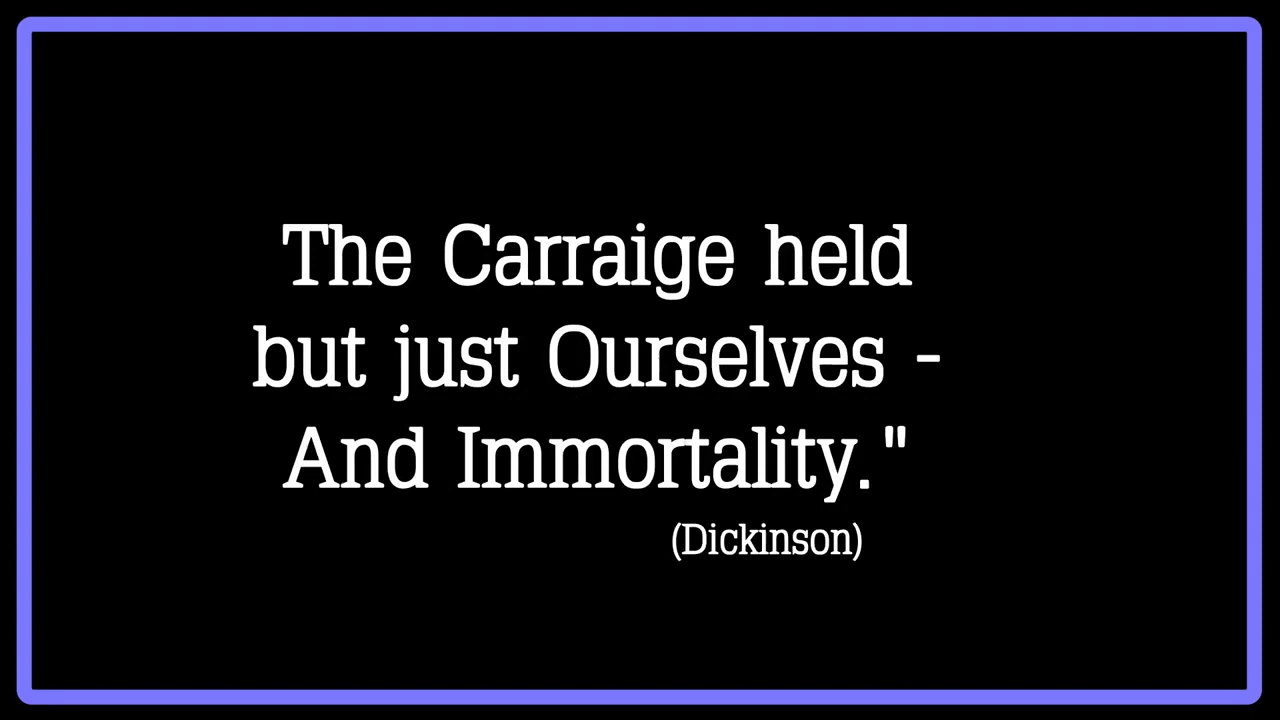 The Carraige held
but just Ourselves -
And Immortality."
(Dickinson)